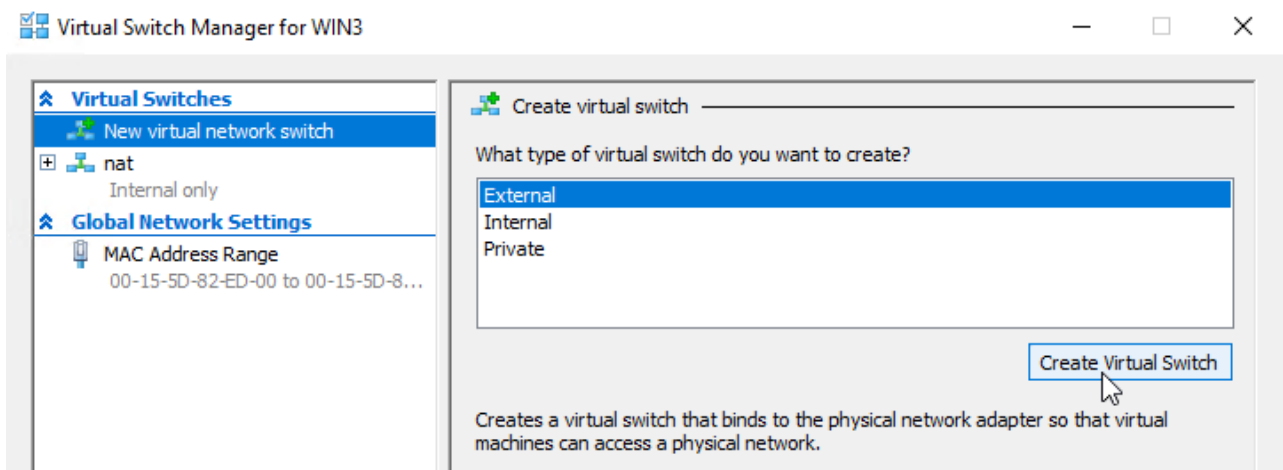 Virtual Switch Manager for WIN3
Virtual Switches
New virtual network switch
nat
Internal only
Global Network Settings
MAC Address Range
00-15-5D-82-ED-00 to 00-15-5D-8...
Create virtual switch
What type of virtual switch do you want to create?
External
Internal
Private
Create Virtual Switch
Creates a virtual switch that binds to the physical network adapter so that virtual
machines can access a physical network.